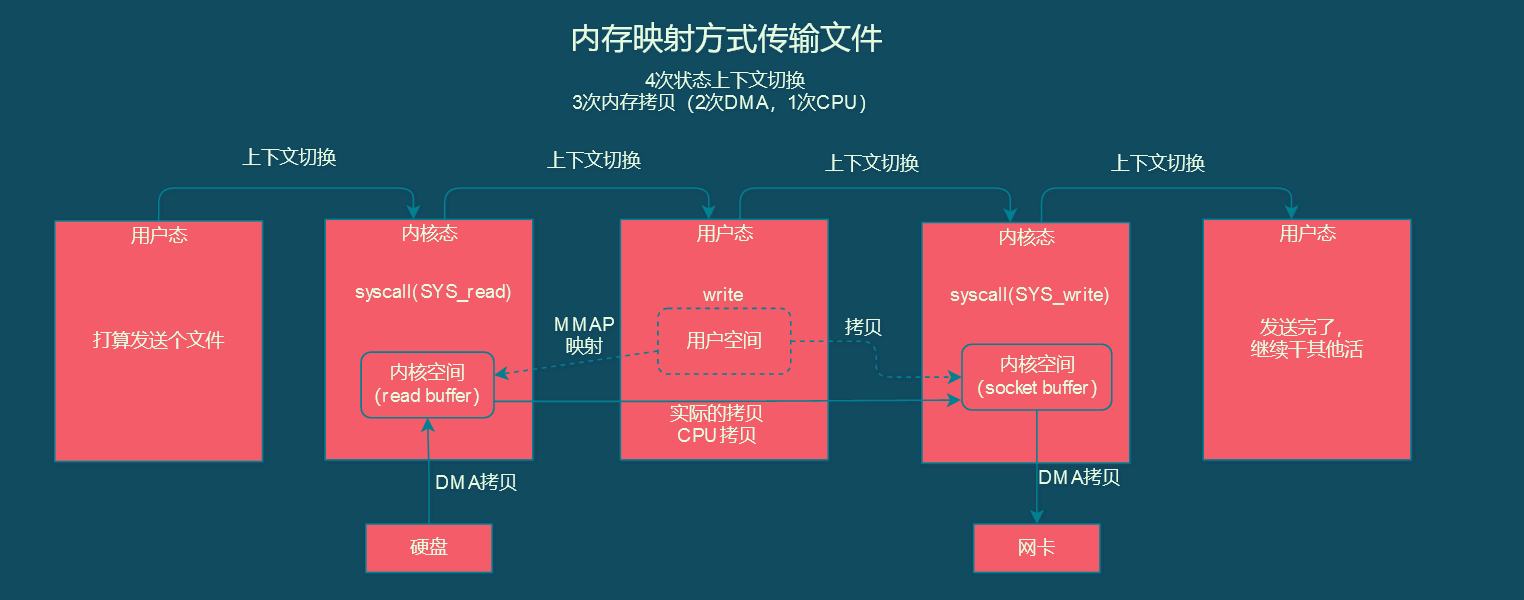 内存映射方式传输文件
4次状态上下文切换
3次内存拷贝（2次DMA，1次CPU）
上下文切换
上下文切换
上下文切换
上下文切换
用户态
打算发送个文件
内核态
syscall(SYS_read)
内核空间
（read buffer）
MMAP
映射
用户态
write
用户空间
实际的拷贝
CPU拷贝
拷贝
内核态
syscall(SYS_write)
内核空间
（socket buffer）
用户态
发送完了，
继续干其他活
DMA拷贝
DMA拷贝
硬盘
网卡